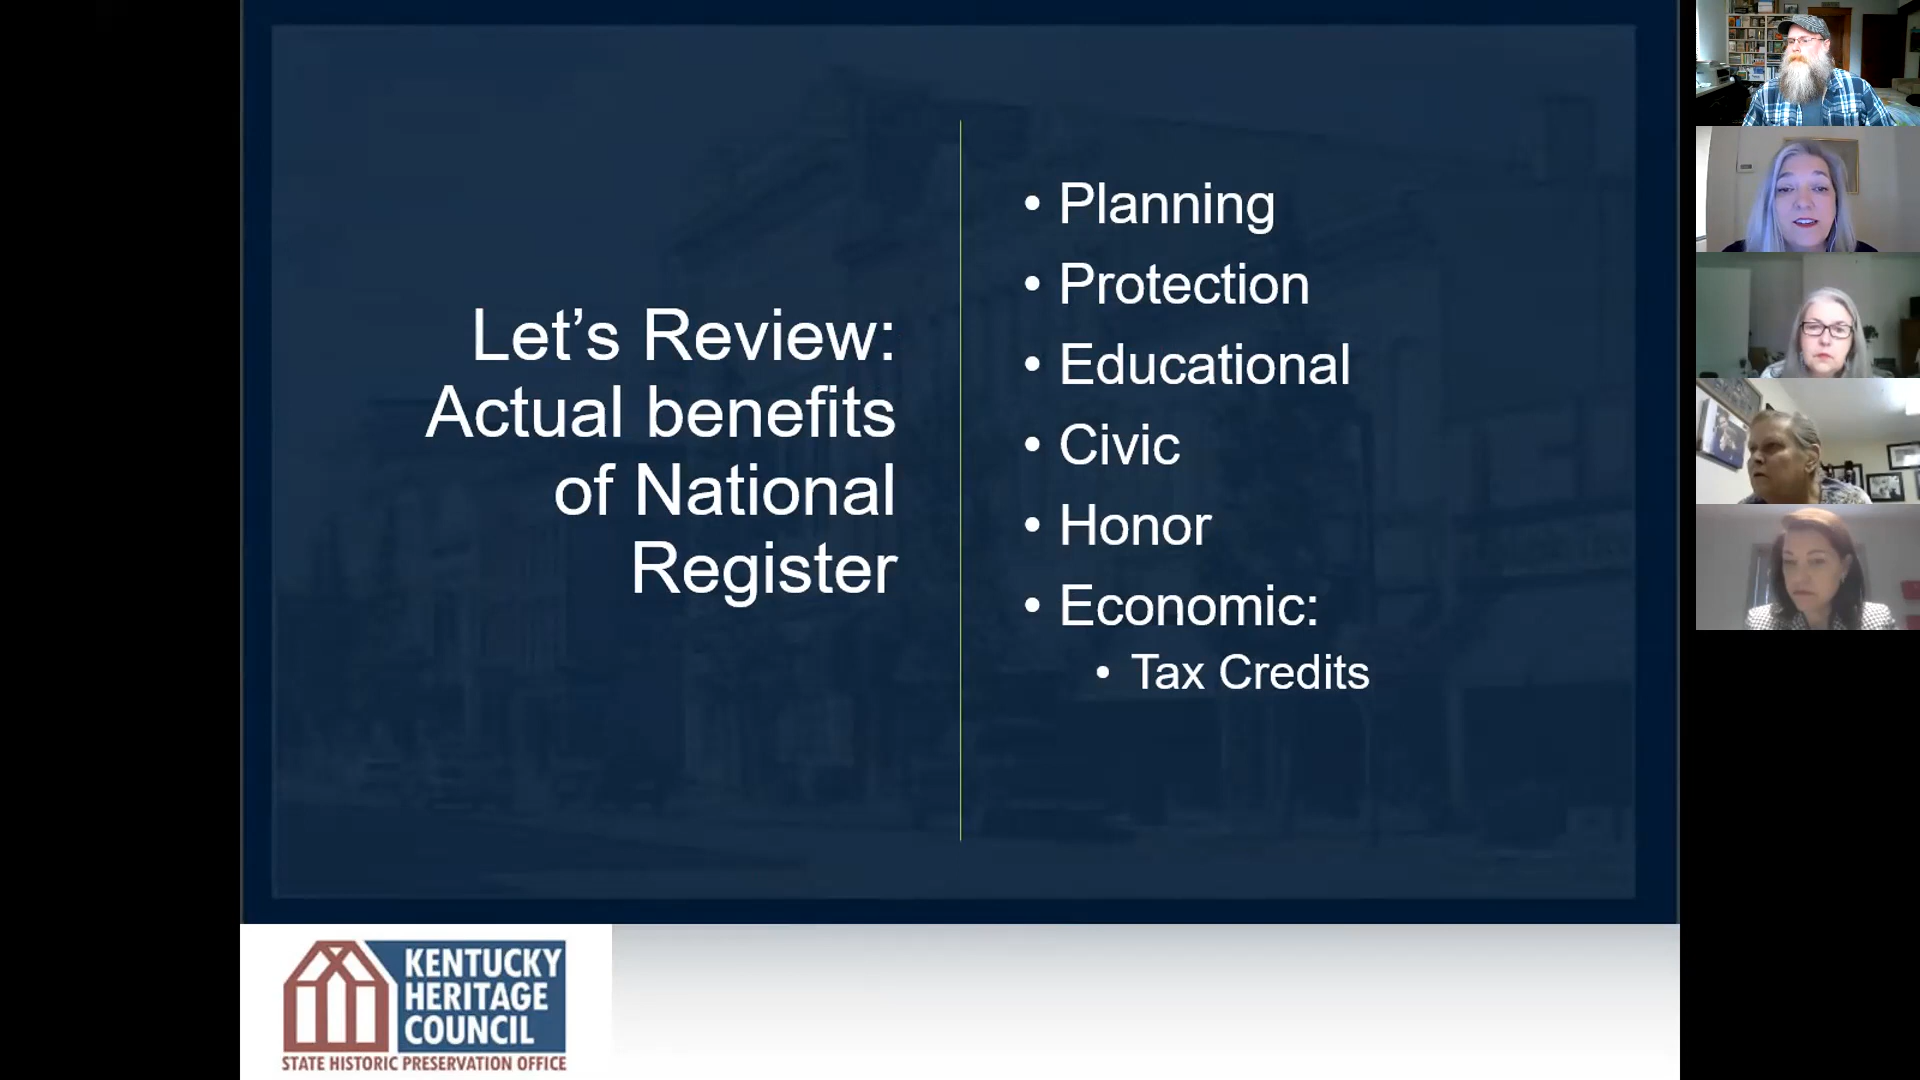 Let’s Review:
Actual benefits
of National
Register
• Planning
• Protection
• Educational
• Civic
• Honor
• Economic:
• Tax Credits
KENTUCKY
HERITAGE
COUNCIL
STATE HISTORIC PRESERVATION OFFICE